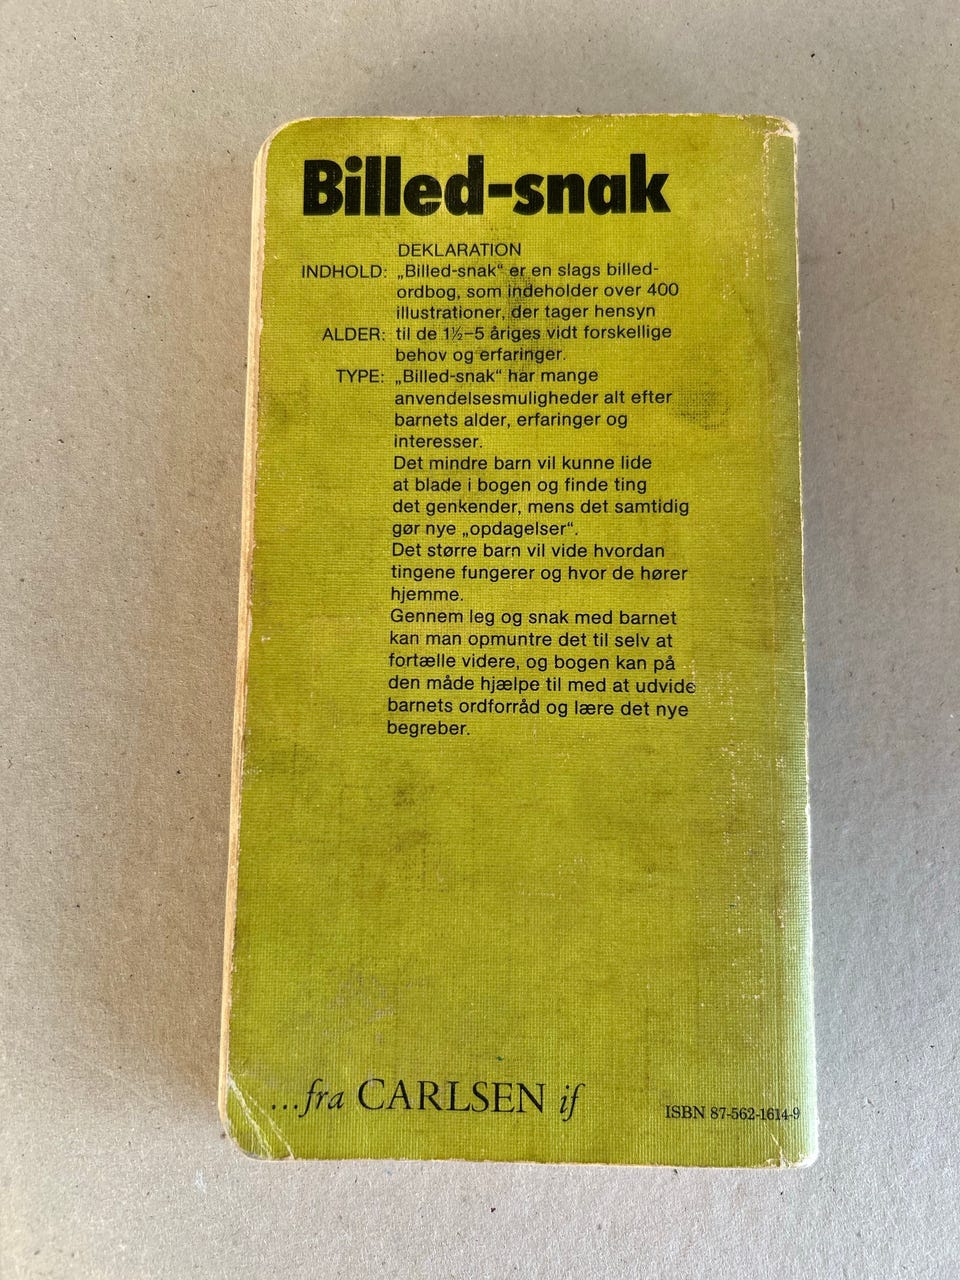 Billed-snak
DEKLARATION
INDHOLD: „Billed-snak“ er en slags billed-
ordbog, som indeholder over 400
illustrationer, der tager hensyn
ALDER: til de 1½–5 åriges vidt forskellige
behov og erfaringer.
TYPE: „Billed-snak“ har mange
anvendelsesmuligheder alt efter
barnets alder, erfaringer og
interesser.
Det mindre barn vil kunne lide
at blade i bogen og finde ting
det genkender, mens det samtidig
gør nye „opdagelser“.
Det større barn vil vide hvordan
tingene fungerer og hvor de hører
hjemme.
Gennem leg og snak med barnet
kan man opmuntre det til selv at
fortælle videre, og bogen kan på
den måde hjælpe til med at udvide
barnets ordforråd og lære det nye
begreber.
...fra CARLSEN if
ISBN 87-562-1614-9